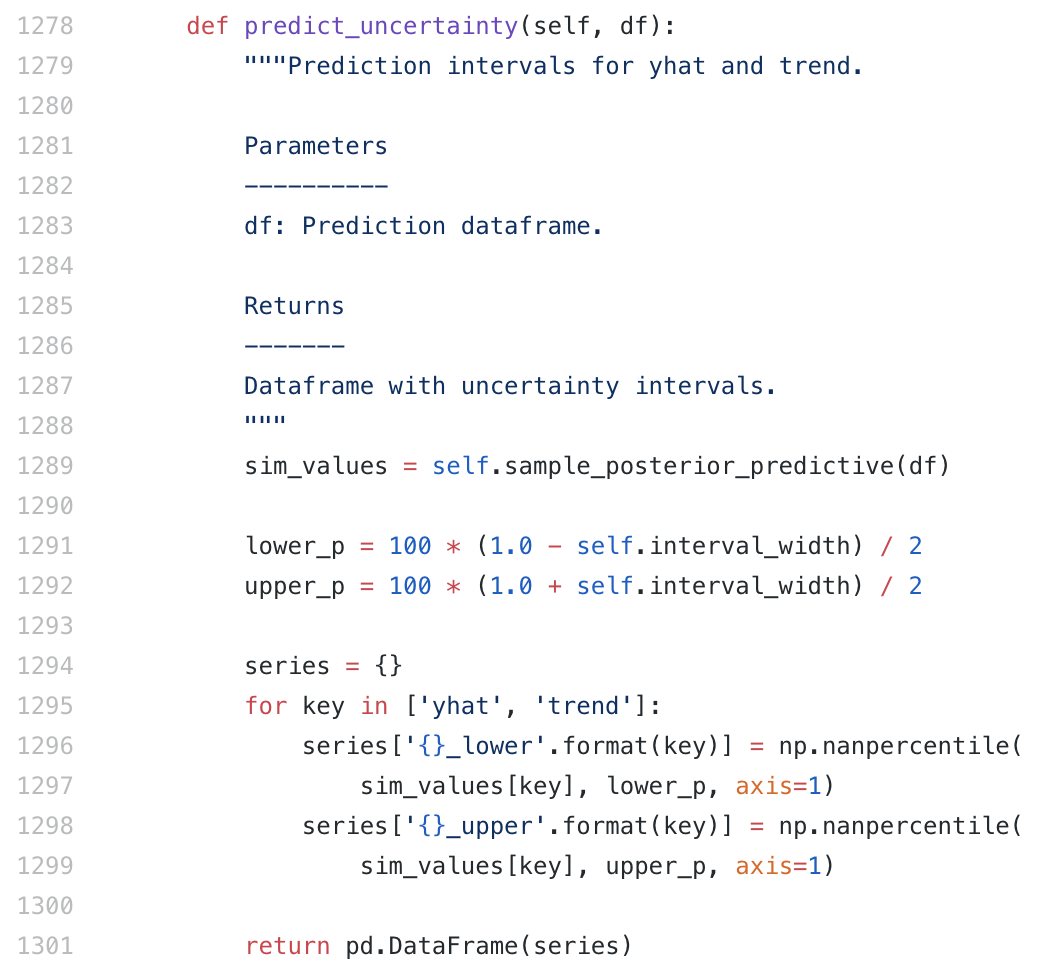 1278 def predict_uncertainty(self, df):
1279 """Prediction intervals for yhat and trend.
1280
1281 Parameters
1282 ----------
1283 df: Prediction dataframe.
1284
1285 Returns
1286 -------
1287 Dataframe with uncertainty intervals.
1288 """
1289 sim_values = self.sample_posterior_predictive(df)
1290
1291 lower_p = 100 * (1.0 - self.interval_width) / 2
1292 upper_p = 100 * (1.0 + self.interval_width) / 2
1293
1294 series = {}
1295 for key in ['yhat', 'trend']:
1296 series['{}_lower'.format(key)] = np.nanpercentile(
1297 sim_values[key], lower_p, axis=1)
1298 series['{}_upper'.format(key)] = np.nanpercentile(
1299 sim_values[key], upper_p, axis=1)
1300
1301 return pd.DataFrame(series)